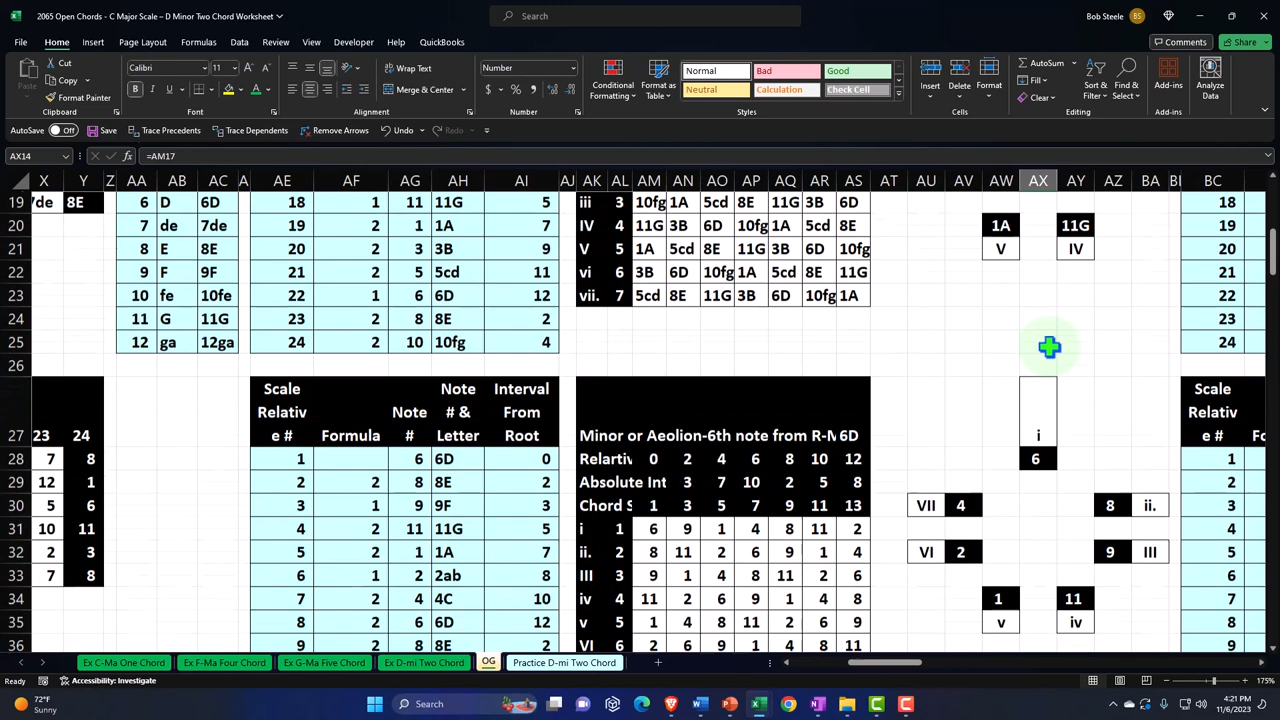 2065 Open Chords - C Major Scale – D Minor Two Chord Worksheet
Search
Bob Steele
BS
File Home Insert Page Layout Formulas Data Review View Developer Help QuickBooks
Comments
Share
Paste
Cut
Copy
Format Painter
Clipboard
Calibri 11
B I U
Font
Wrap Text
Merge & Center
Alignment
Number
$ % ,
Number
Conditional Formatting
Format as Table
Normal Bad Good
Neutral Calculation Check Cell
Styles
Insert Delete Format
Cells
AutoSum
Fill
Clear
Sort & Filter
Find & Select
Editing
Add-ins
Add-ins
Analyze Data
AutoSave Off Save Trace Precedents Trace Dependents Remove Arrows Undo
AX14 fx =AM17
X Y Z AA AB AC A AE AF AG AH AI AJ AK AL AM AN AO AP AQ AR AS AT AU AV AW AX AY AZ BA BC
19 7de 8E 6 D 6D 18 1 11 11G 5 iii 3 10fg 1A 5cd 8E 11G 3B 6D 18
20 7 de 7de 19 2 1 1A 7 IV 4 11G 3B 6D 10fg 1A 5cd 8E 1A 11G 19
21 8 E 8E 20 2 3 3B 9 V 5 1A 5cd 8E 11G 3B 6D 10fg V IV 20
22 9 F 9F 21 2 5 5cd 11 vi 6 3B 6D 10fg 1A 5cd 8E 11G 21
23 10 fe 10fe 22 1 6 6D 12 vii. 7 5cd 8E 11G 3B 6D 10fg 1A 22
24 11 G 11G 23 2 8 8E 2 23
25 12 ga 12ga 24 2 10 10fg 4 24
26
27 23 24 Scale Relativ e # Formula Note # Note # & Letter Interval From Root Minor or Aeolion-6th note from R-M 6D i Scale Relativ e # Fo
28 7 8 1 6 6D 0 Relartiv 0 2 4 6 8 10 12 6 1
29 12 1 2 2 8 8E 2 Absolute Int 3 7 10 2 5 8 2
30 5 6 3 1 9 9F 3 Chord S 1 3 5 7 9 11 13 VII 4 8 ii. 3
31 10 11 4 2 11 11G 5 i 1 6 9 1 4 8 11 2 4
32 2 3 5 2 1 1A 7 ii. 2 8 11 2 6 9 1 4 VI 2 9 III 5
33 7 8 6 1 2 2ab 8 III 3 9 1 4 8 11 2 6 6
34 7 2 4 4C 10 iv 4 11 2 6 9 1 4 8 1 11 7
35 8 2 6 6D 12 v 5 1 4 8 11 2 6 9 v iv 8
36 9 2 8 8E 2 VI 6 2 6 9 1 4 8 11 9
Ex C-Ma One Chord Ex F-Ma Four Chord Ex G-Ma Five Chord Ex D-mi Two Chord OG Practice D-mi Two Chord
Ready Accessibility: Investigate 175%
72°F
Sunny
Search
4:21 PM
11/6/2023